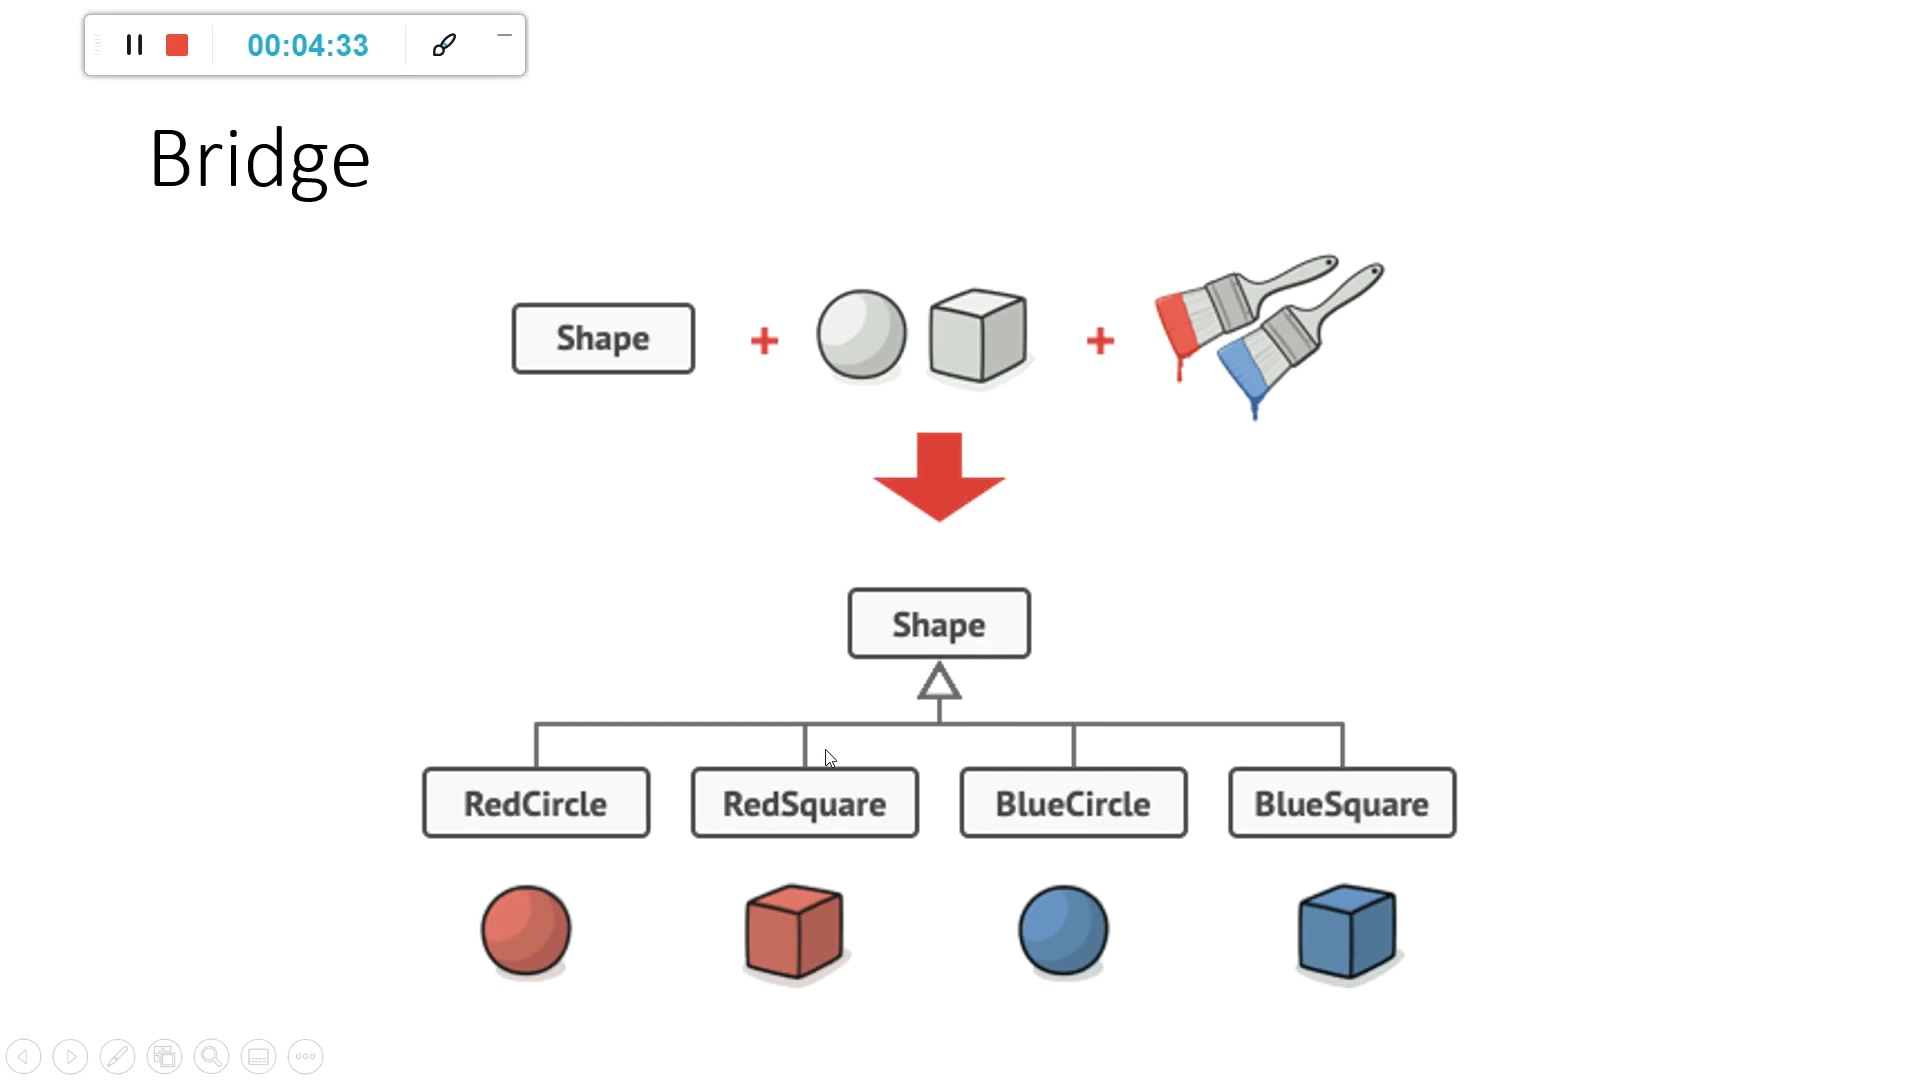 00:04:33
Bridge
Shape
Shape
RedCircle RedSquare BlueCircle BlueSquare